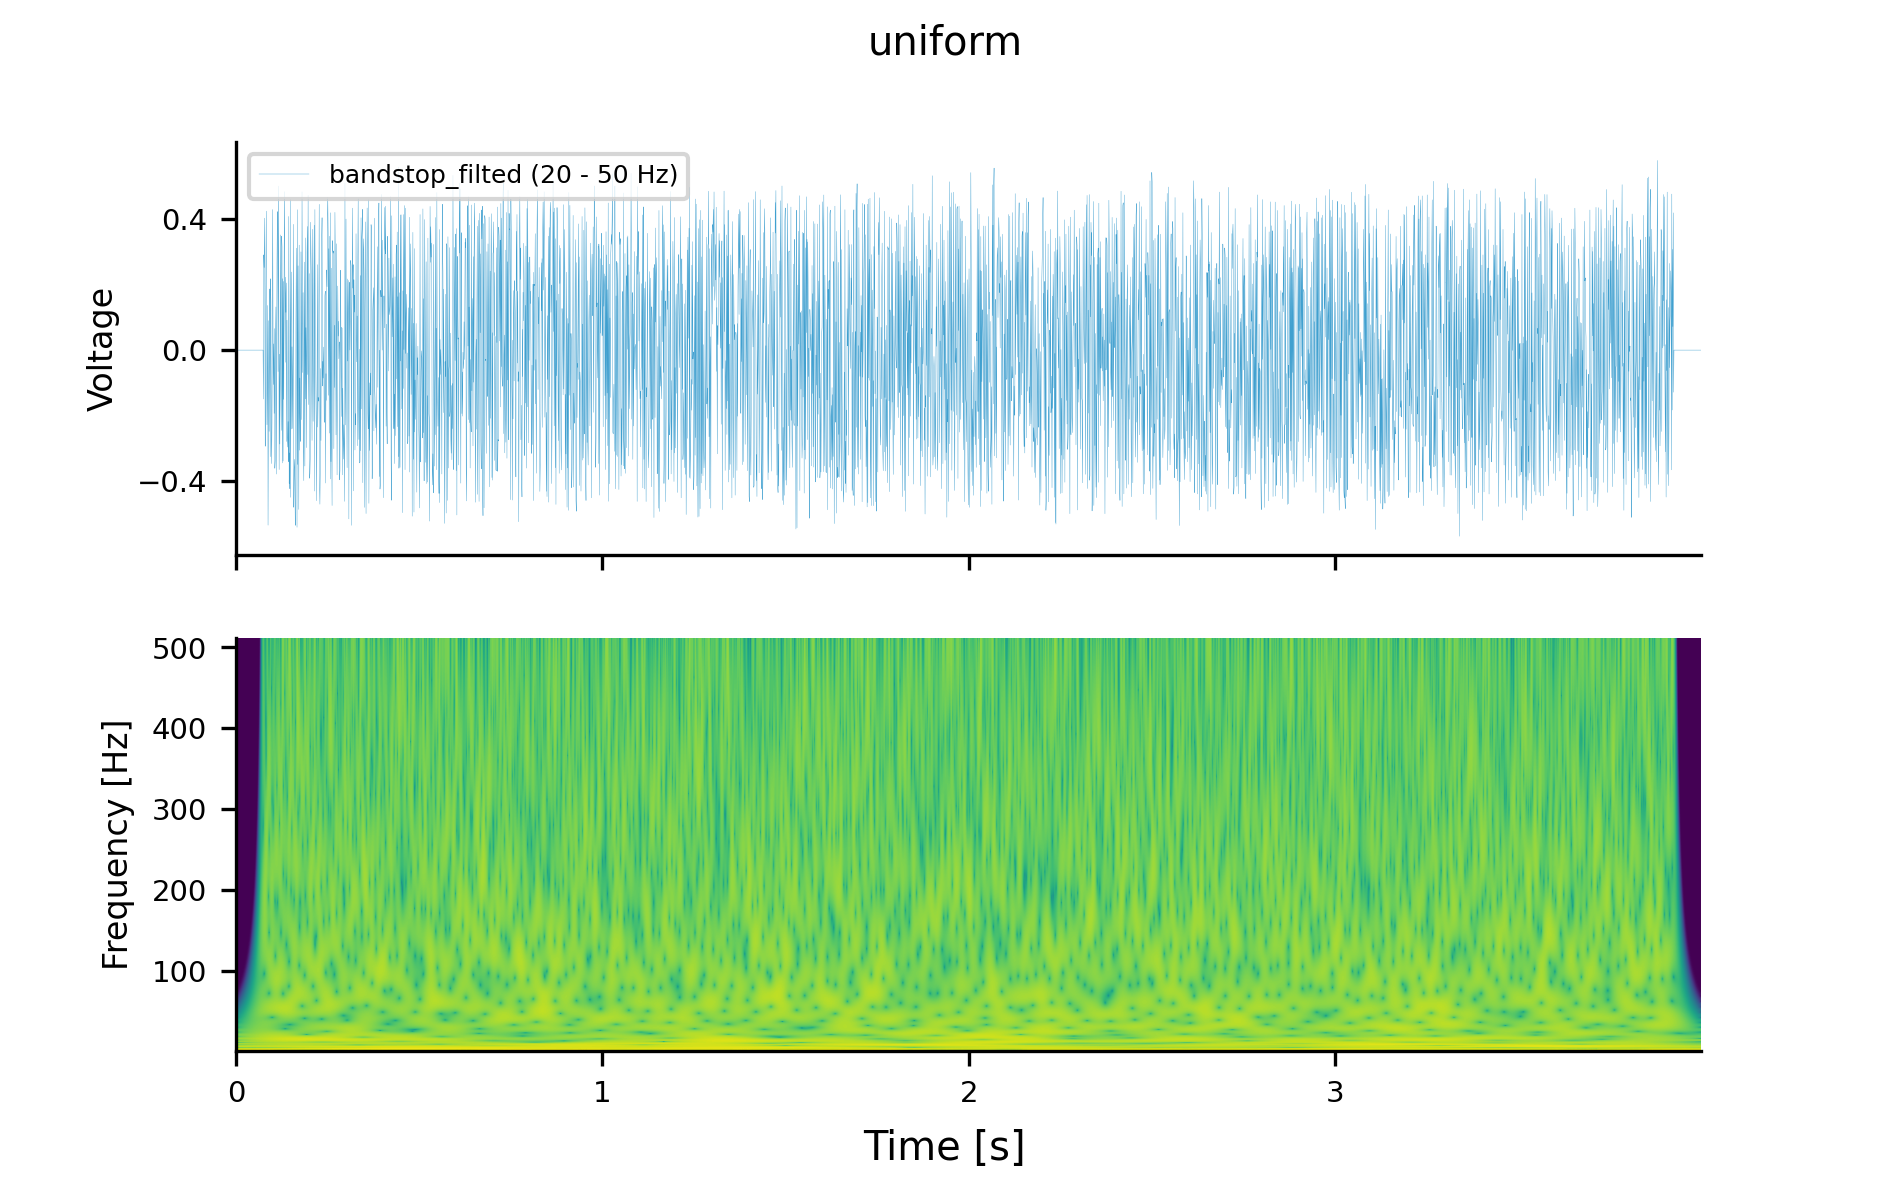 uniform
bandstop_filted (20 - 50 Hz)
0.4
0.0
−0.4
Voltage
500
400
300
200
100
Frequency [Hz]
0 1 2 3
Time [s]